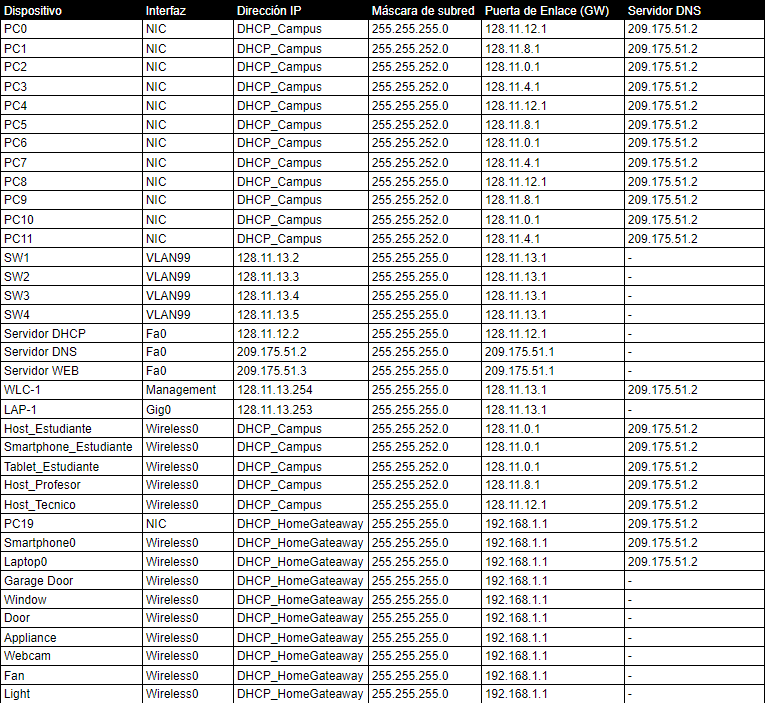 Dispositivo Interfaz Dirección IP Máscara de subred Puerta de Enlace (GW) Servidor DNS
PC0 NIC DHCP_Campus 255.255.255.0 128.11.12.1 209.175.51.2
PC1 NIC DHCP_Campus 255.255.252.0 128.11.8.1 209.175.51.2
PC2 NIC DHCP_Campus 255.255.252.0 128.11.0.1 209.175.51.2
PC3 NIC DHCP_Campus 255.255.252.0 128.11.4.1 209.175.51.2
PC4 NIC DHCP_Campus 255.255.255.0 128.11.12.1 209.175.51.2
PC5 NIC DHCP_Campus 255.255.252.0 128.11.8.1 209.175.51.2
PC6 NIC DHCP_Campus 255.255.252.0 128.11.0.1 209.175.51.2
PC7 NIC DHCP_Campus 255.255.252.0 128.11.4.1 209.175.51.2
PC8 NIC DHCP_Campus 255.255.255.0 128.11.12.1 209.175.51.2
PC9 NIC DHCP_Campus 255.255.252.0 128.11.8.1 209.175.51.2
PC10 NIC DHCP_Campus 255.255.252.0 128.11.0.1 209.175.51.2
PC11 NIC DHCP_Campus 255.255.252.0 128.11.4.1 209.175.51.2
SW1 VLAN99 128.11.13.2 255.255.255.0 128.11.13.1 -
SW2 VLAN99 128.11.13.3 255.255.255.0 128.11.13.1 -
SW3 VLAN99 128.11.13.4 255.255.255.0 128.11.13.1 -
SW4 VLAN99 128.11.13.5 255.255.255.0 128.11.13.1 -
Servidor DHCP Fa0 128.11.12.2 255.255.255.0 128.11.12.1 -
Servidor DNS Fa0 209.175.51.2 255.255.255.0 209.175.51.1 -
Servidor WEB Fa0 209.175.51.3 255.255.255.0 209.175.51.1 -
WLC-1 Management 128.11.13.254 255.255.255.0 128.11.13.1 209.175.51.2
LAP-1 Gig0 128.11.13.253 255.255.255.0 128.11.13.1 -
Host_Estudiante Wireless0 DHCP_Campus 255.255.252.0 128.11.0.1 209.175.51.2
Smartphone_Estudiante Wireless0 DHCP_Campus 255.255.252.0 128.11.0.1 209.175.51.2
Tablet_Estudiante Wireless0 DHCP_Campus 255.255.252.0 128.11.0.1 209.175.51.2
Host_Profesor Wireless0 DHCP_Campus 255.255.252.0 128.11.8.1 209.175.51.2
Host_Tecnico Wireless0 DHCP_Campus 255.255.255.0 128.11.12.1 209.175.51.2
PC19 NIC DHCP_HomeGateaway 255.255.255.0 192.168.1.1 209.175.51.2
Smartphone0 Wireless0 DHCP_HomeGateaway 255.255.255.0 192.168.1.1 209.175.51.2
Laptop0 Wireless0 DHCP_HomeGateaway 255.255.255.0 192.168.1.1 209.175.51.2
Garage Door Wireless0 DHCP_HomeGateaway 255.255.255.0 192.168.1.1 -
Window Wireless0 DHCP_HomeGateaway 255.255.255.0 192.168.1.1 -
Door Wireless0 DHCP_HomeGateaway 255.255.255.0 192.168.1.1 -
Appliance Wireless0 DHCP_HomeGateaway 255.255.255.0 192.168.1.1 -
Webcam Wireless0 DHCP_HomeGateaway 255.255.255.0 192.168.1.1 -
Fan Wireless0 DHCP_HomeGateaway 255.255.255.0 192.168.1.1 -
Light Wireless0 DHCP_HomeGateaway 255.255.255.0 192.168.1.1 -